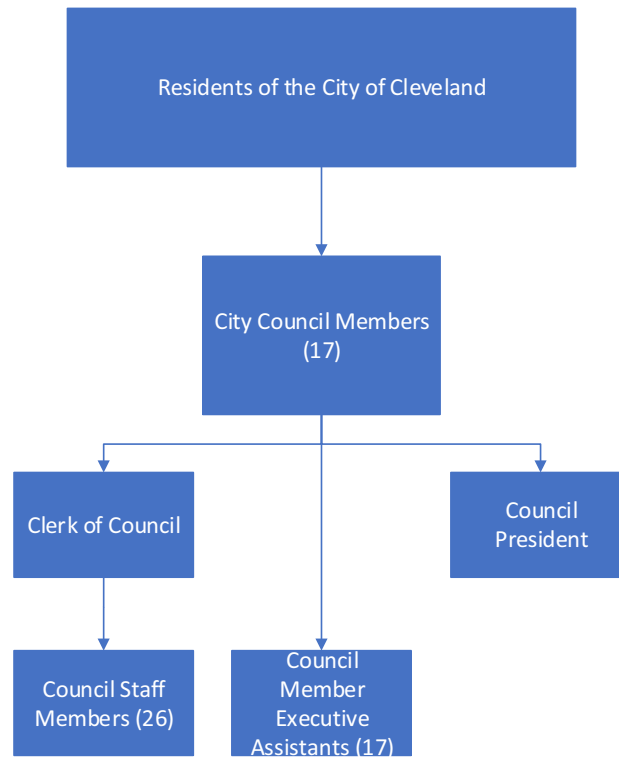 Residents of the City of Cleveland
City Council Members
(17)
Clerk of Council
Council
President
Council Staff
Members (26)
Council
Member
Executive
Assistants (17)